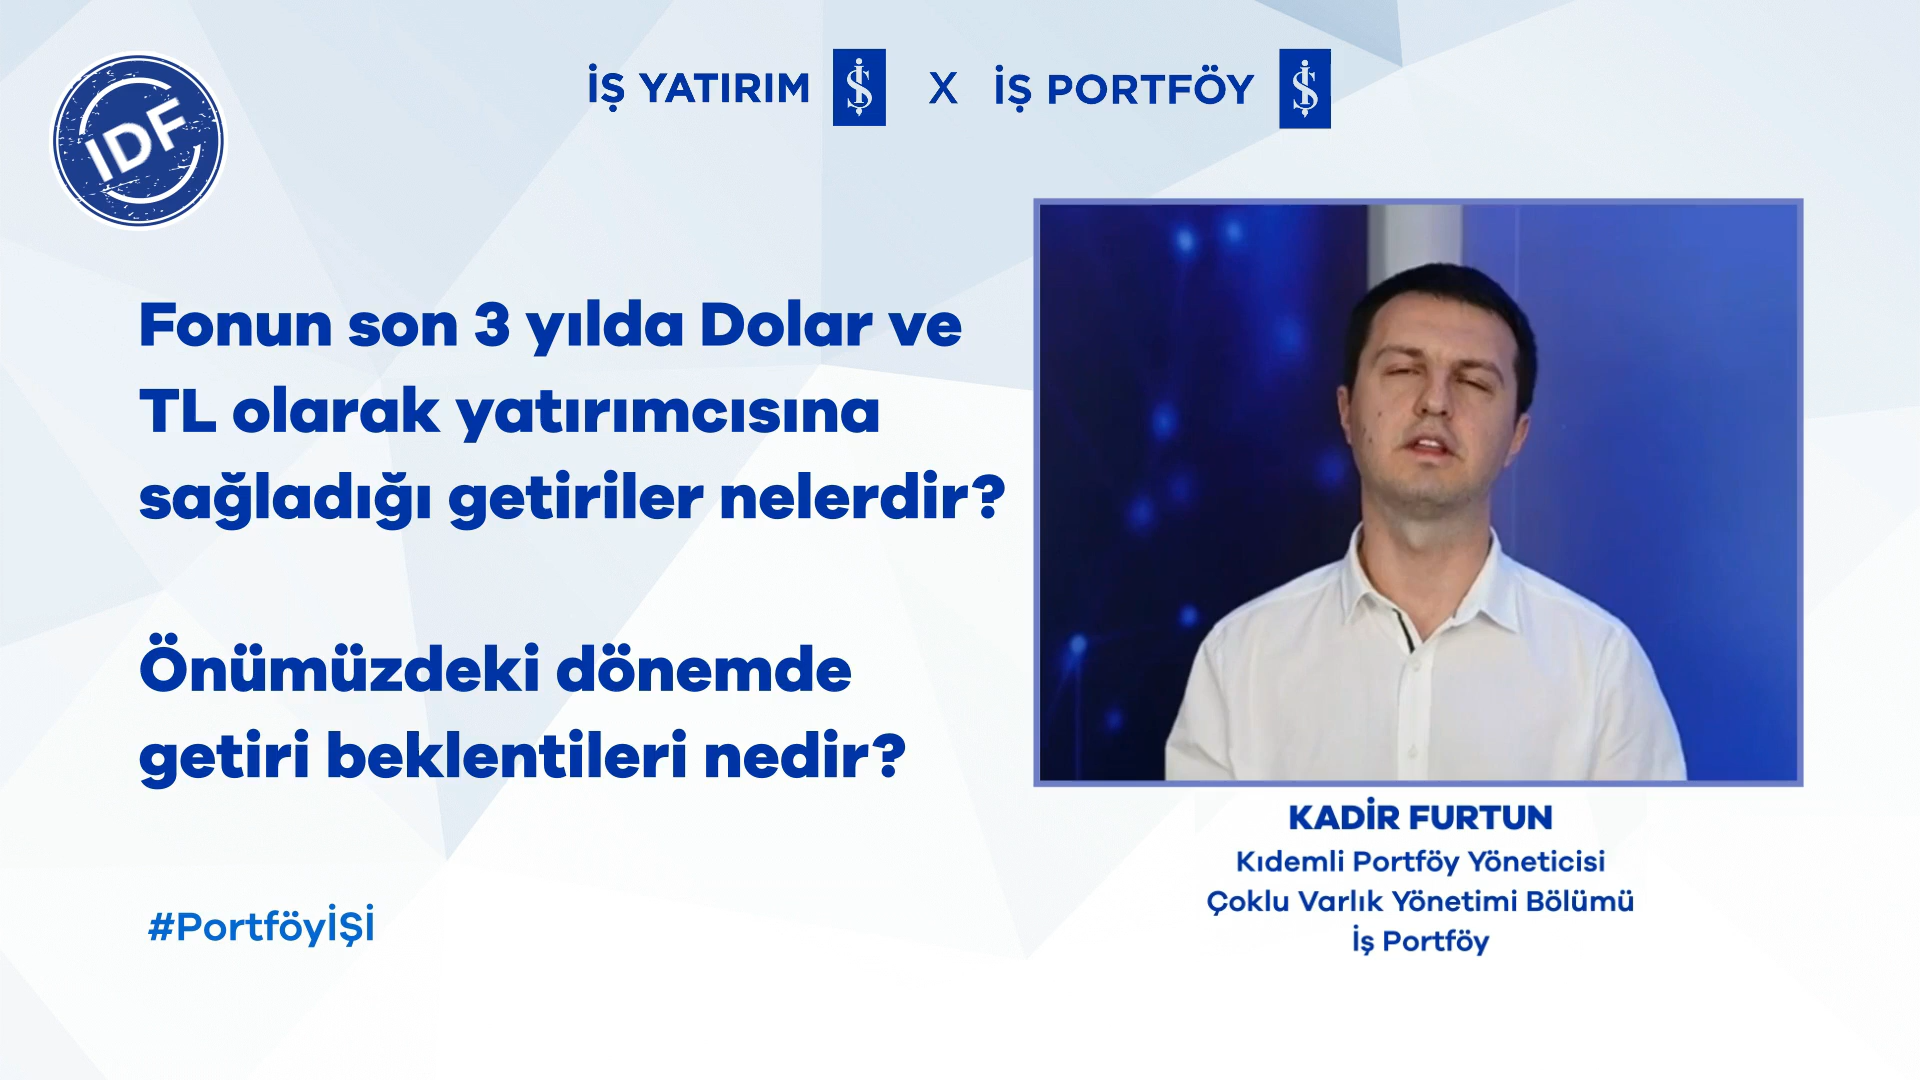 IDF
İŞ YATIRIM X İŞ PORTFÖY
Fonun son 3 yılda Dolar ve
TL olarak yatırımcısına
sağladığı getiriler nelerdir?
Önümüzdeki dönemde
getiri beklentileri nedir?
#PortföyİŞİ
KADİR FURTUN
Kıdemli Portföy Yöneticisi
Çoklu Varlık Yönetimi Bölümü
İş Portföy